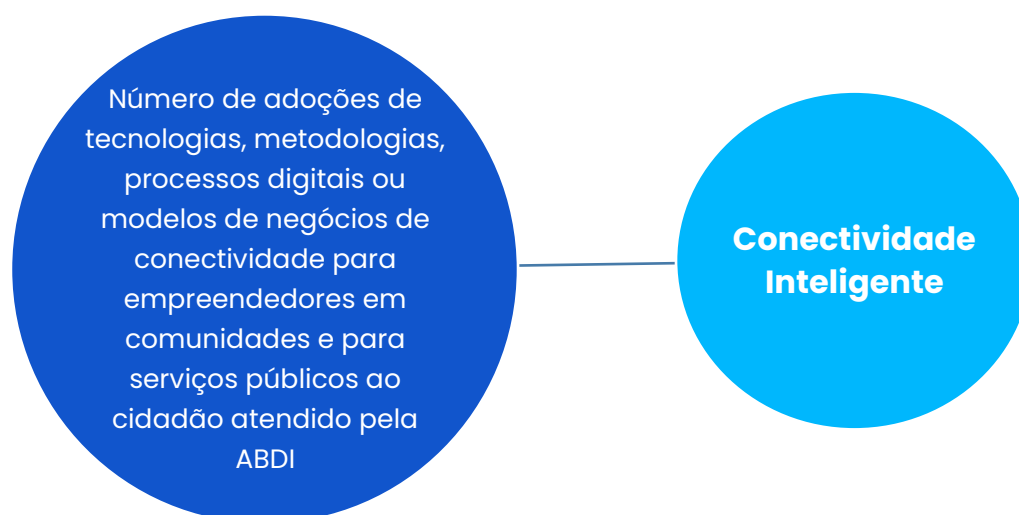 Número de adoções de
tecnologias, metodologias,
processos digitais ou
modelos de negócios de
conectividade para
empreendedores em
comunidades e para
serviços públicos ao
cidadão atendido pela
ABDI
Conectividade
Inteligente